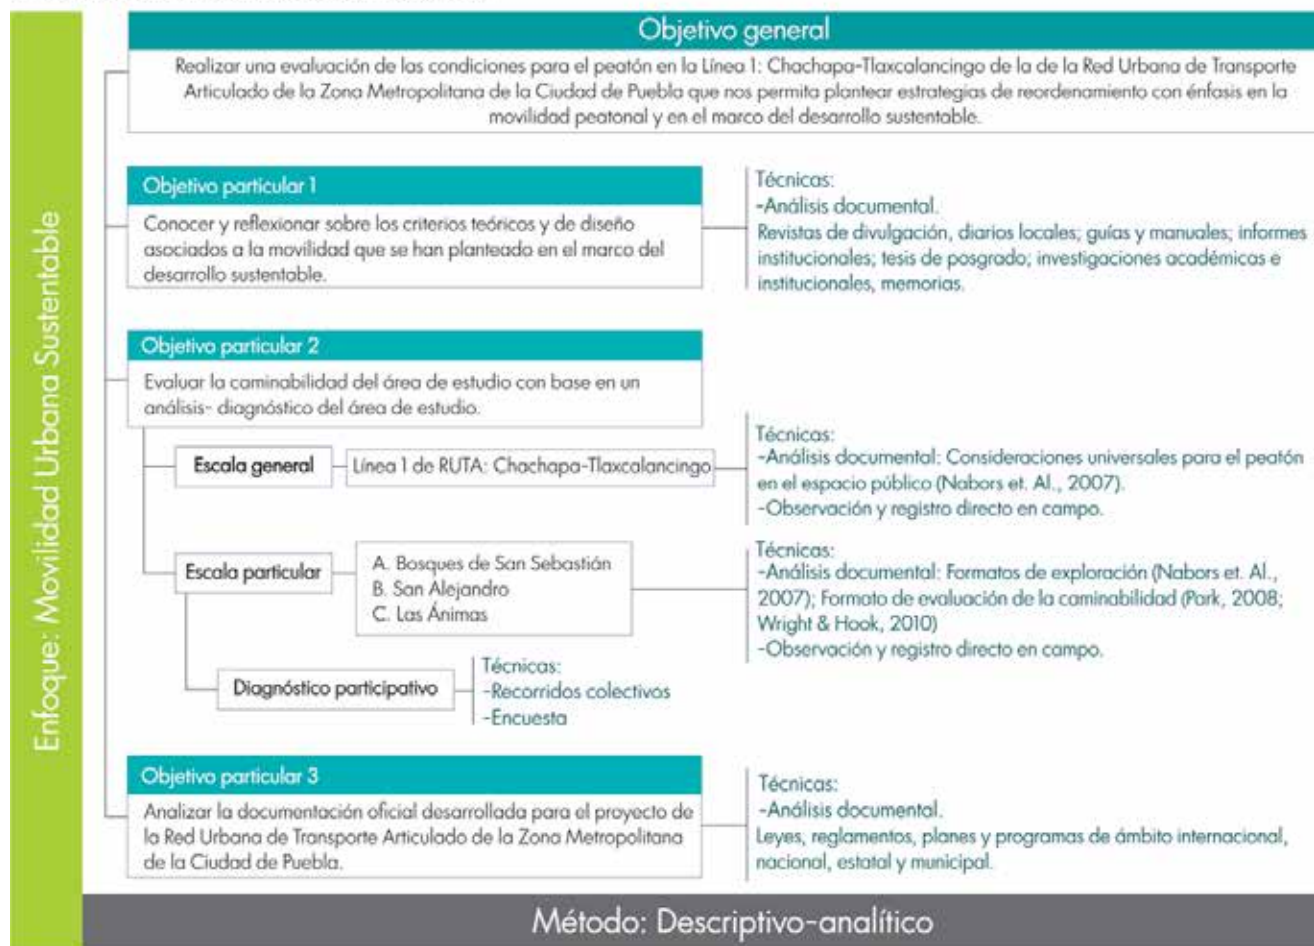 Objetivo general
Realizar una evaluación de las condiciones para el peatón en la Línea 1: Chachapa-Tlaxcalancingo de la de la Red Urbana de Transporte
Articulado de la Zona Metropolitana de la Ciudad de Puebla que nos permita plantear estrategias de reordenamiento con énfasis en la
movilidad peatonal y en el marco del desarrollo sustentable.
Enfoque: Movilidad Urbana Sustentable
Objetivo particular 1
Conocer y reflexionar sobre los criterios teóricos y de diseño
asociados a la movilidad que se han planteado en el marco del
desarrollo sustentable.
Técnicas:
-Análisis documental.
Revistas de divulgación, diarios locales; guías y manuales; informes
institucionales; tesis de posgrado; investigaciones académicas e
institucionales, memorias.
Objetivo particular 2
Evaluar la caminabilidad del área de estudio con base en un
análisis- diagnóstico del área de estudio.
Escala general
Línea 1 de RUTA: Chachapa-Tlaxcalancingo
Técnicas:
-Análisis documental: Consideraciones universales para el peatón
en el espacio público (Nabors et. Al., 2007).
-Observación y registro directo en campo.
Escala particular
A. Bosques de San Sebastián
B. San Alejandro
C. Las Ánimas
Técnicas:
-Análisis documental: Formatos de exploración (Nabors et. Al.,
2007); Formato de evaluación de la caminabilidad (Park, 2008;
Wright & Hook, 2010)
-Observación y registro directo en campo.
Diagnóstico participativo
Técnicas:
-Recorridos colectivos
-Encuesta
Objetivo particular 3
Analizar la documentación oficial desarrollada para el proyecto de
la Red Urbana de Transporte Articulado de la Zona Metropolitana
de la Ciudad de Puebla.
Técnicas:
-Análisis documental.
Leyes, reglamentos, planes y programas de ámbito internacional,
nacional, estatal y municipal.
Método: Descriptivo-analítico